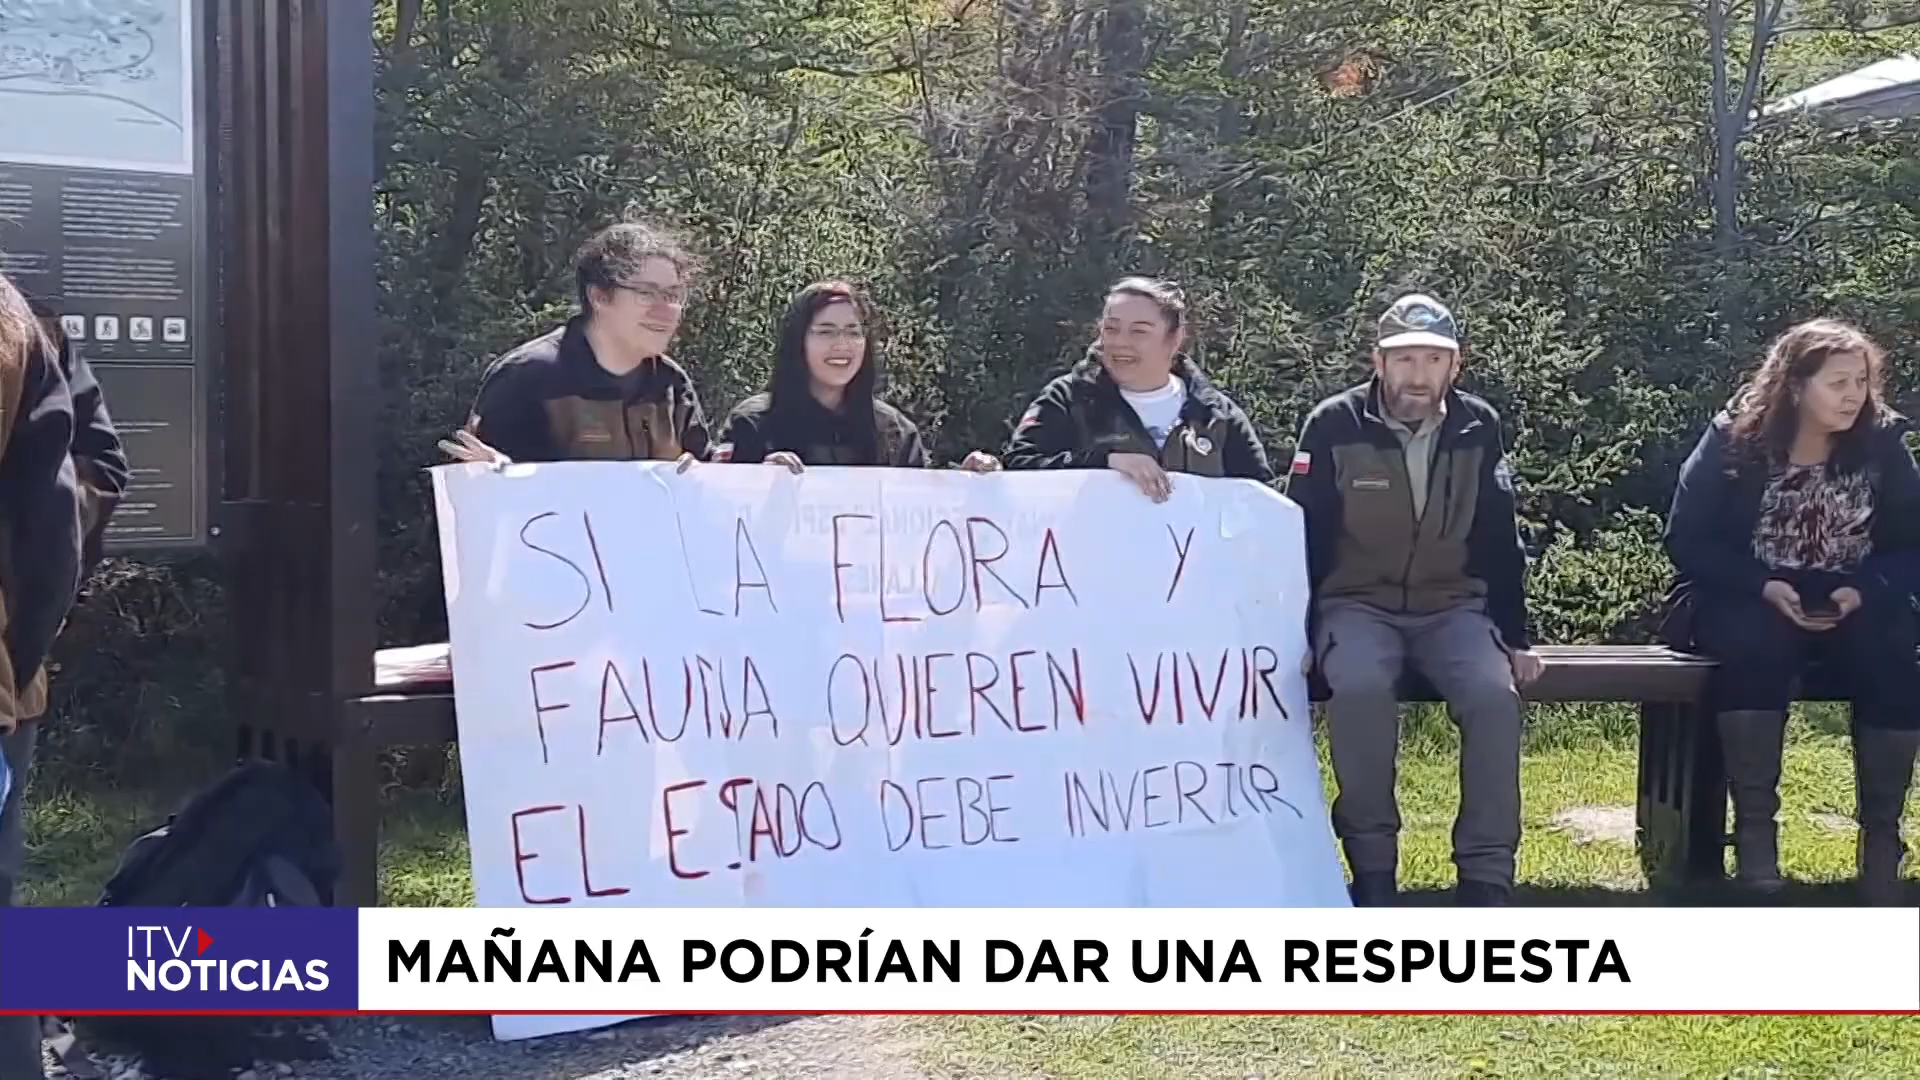 SI LA FLORA Y
FAUNA QUIEREN VIVIR
EL ESTADO DEBE INVERTIR
ITV
NOTICIAS
MAÑANA PODRÍAN DAR UNA RESPUESTA